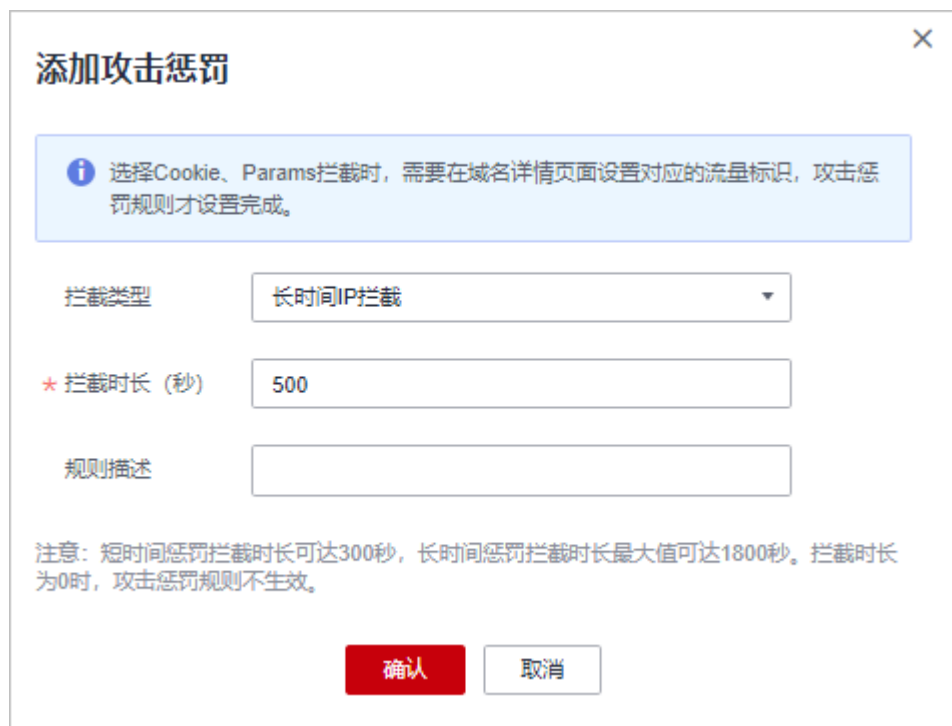 添加攻击惩罚
选择Cookie、Params拦截时，需要在域名详情页面设置对应的流量标识，攻击惩
罚规则才设置完成。
拦截类型 长时间IP拦截
* 拦截时长（秒） 500
规则描述
注意：短时间惩罚拦截时长可达300秒，长时间惩罚拦截时长最大值可达1800秒。拦截时长
为0时，攻击惩罚规则不生效。
确认 取消